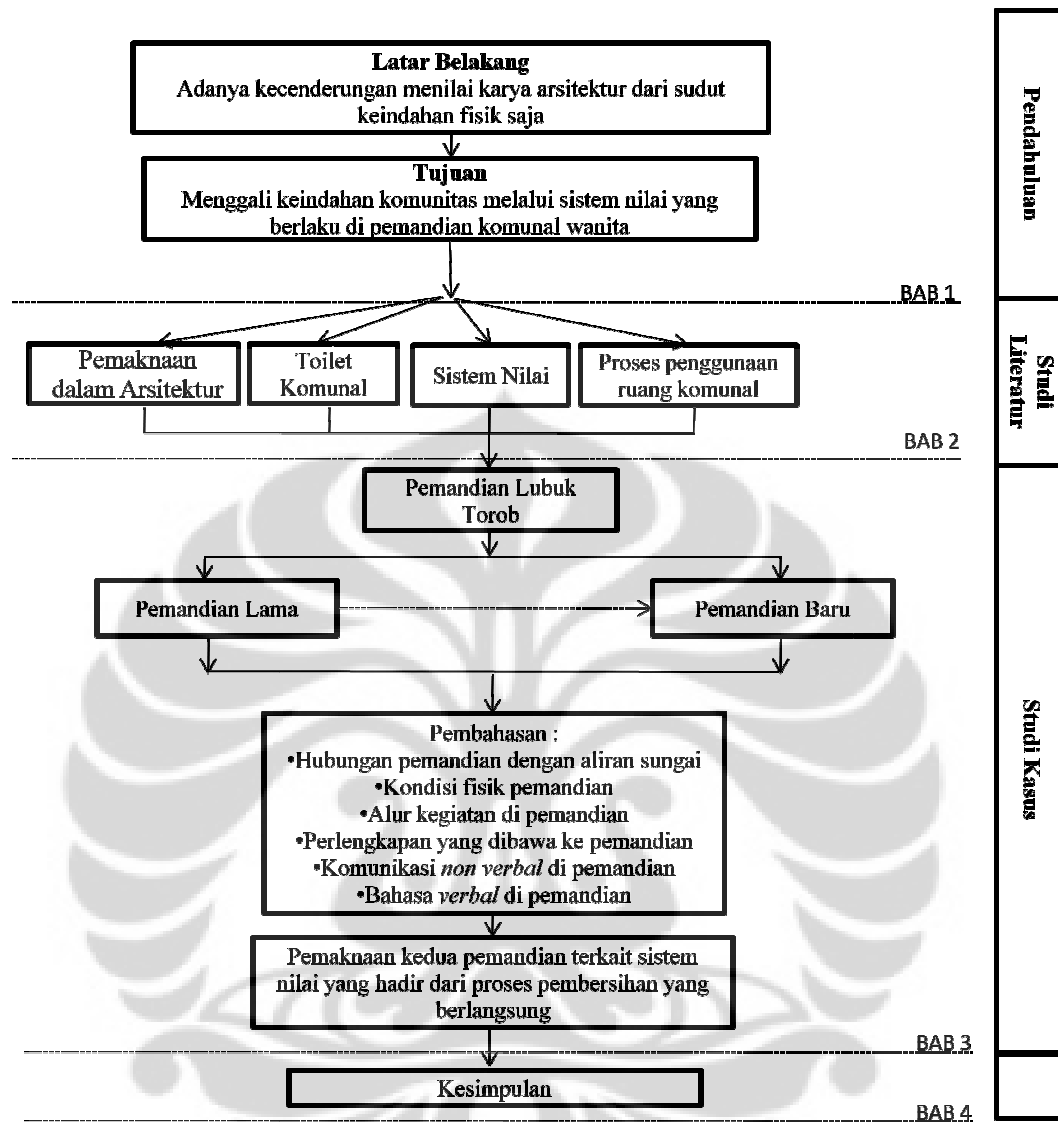 Latar Belakang
Adanya kecenderungan menilai karya arsitektur dari sudut
keindahan fisik saja
Tujuan
Menggali keindahan komunitas melalui sistem nilai yang
berlaku di pemandian komunal wanita
BAB 1
Pendahuluan
Pemaknaan
dalam Arsitektur
Toilet
Komunal
Sistem Nilai
Proses penggunaan
ruang komunal
BAB 2
Studi
Literatur
Pemandian Lubuk
Torob
Pemandian Lama
Pemandian Baru
Pembahasan :
•Hubungan pemandian dengan aliran sungai
•Kondisi fisik pemandian
•Alur kegiatan di pemandian
•Perlengkapan yang dibawa ke pemandian
•Komunikasi non verbal di pemandian
•Bahasa verbal di pemandian
Pemaknaan kedua pemandian terkait sistem
nilai yang hadir dari proses pembersihan yang
berlangsung
BAB 3
Studi Kasus
Kesimpulan
BAB 4